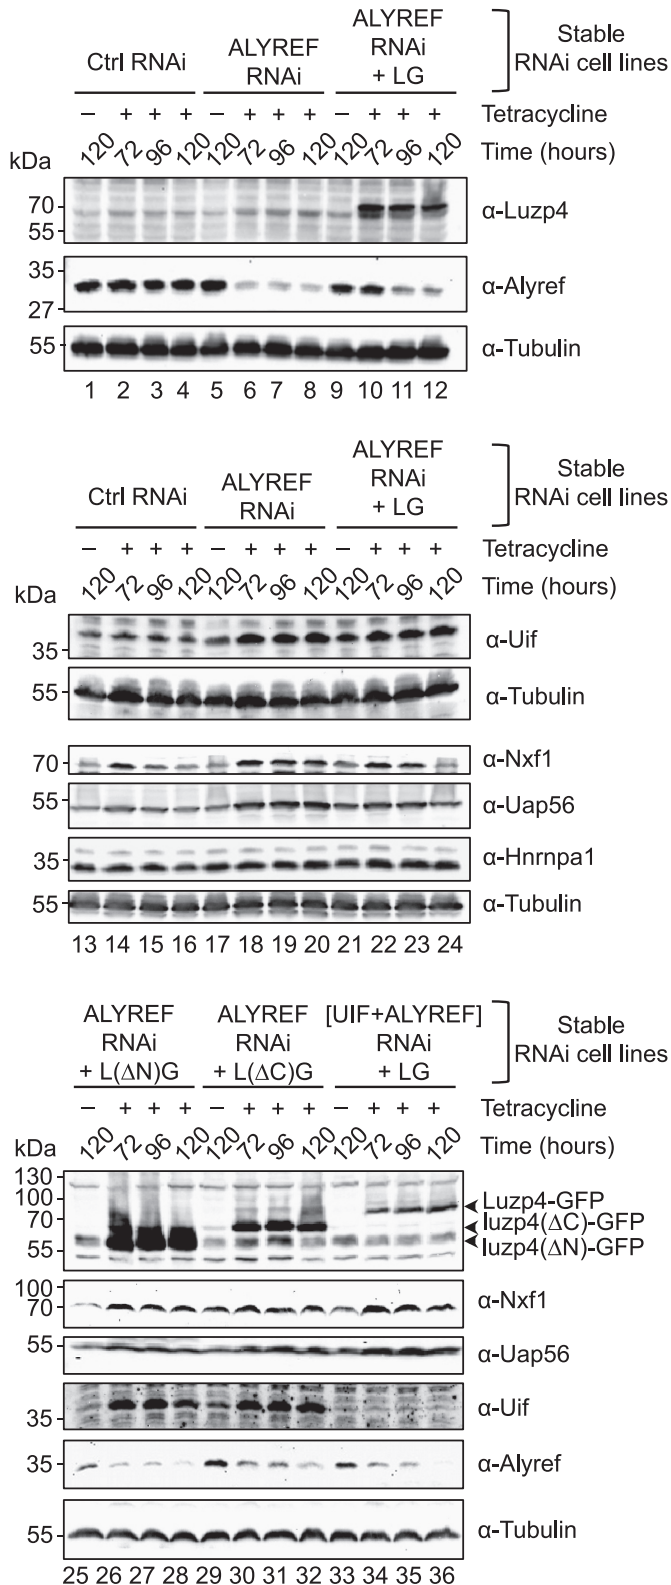 Ctrl RNAi
ALYREF
RNAi
ALYREF
RNAi
+ LG
Stable
RNAi cell lines
– + + + – + + + – + + + Tetracycline
kDa 120 72 96 120 120 72 96 120 120 72 96 120 Time (hours)
70
55
α-Luzp4
35
27
α-Alyref
55 α-Tubulin
1 2 3 4 5 6 7 8 9 10 11 12
Ctrl RNAi
ALYREF
RNAi
ALYREF
RNAi
+ LG
Stable
RNAi cell lines
– + + + – + + + – + + + Tetracycline
kDa 120 72 96 120 120 72 96 120 120 72 96 120 Time (hours)
35 α-Uif
55 α-Tubulin
70 α-Nxf1
55 α-Uap56
35 α-Hnrnpa1
55 α-Tubulin
13 14 15 16 17 18 19 20 21 22 23 24
ALYREF
RNAi
+ L(ΔN)G
ALYREF
RNAi
+ L(ΔC)G
[UIF+ALYREF]
RNAi
+ LG
Stable
RNAi cell lines
– + + + – + + + – + + + Tetracycline
kDa 120 72 96 120 120 72 96 120 120 72 96 120 Time (hours)
130
100
70
55
Luzp4-GFP
luzp4(ΔC)-GFP
luzp4(ΔN)-GFP
100
70
α-Nxf1
55 α-Uap56
35 α-Uif
35 α-Alyref
55 α-Tubulin
25 26 27 28 29 30 31 32 33 34 35 36